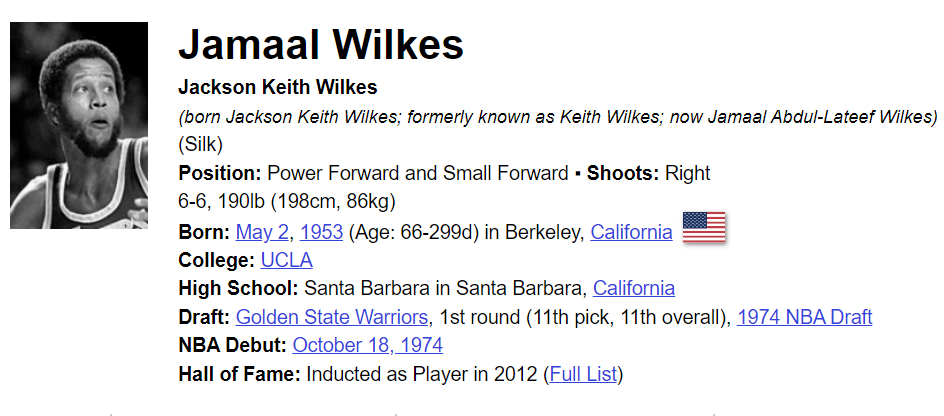 Jamaal Wilkes
Jackson Keith Wilkes
(born Jackson Keith Wilkes; formerly known as Keith Wilkes; now Jamaal Abdul-Lateef Wilkes)
(Silk)
Position: Power Forward and Small Forward ▪ Shoots: Right
6-6, 190lb (198cm, 86kg)
Born: May 2, 1953 (Age: 66-299d) in Berkeley, California
College: UCLA
High School: Santa Barbara in Santa Barbara, California
Draft: Golden State Warriors, 1st round (11th pick, 11th overall), 1974 NBA Draft
NBA Debut: October 18, 1974
Hall of Fame: Inducted as Player in 2012 (Full List)